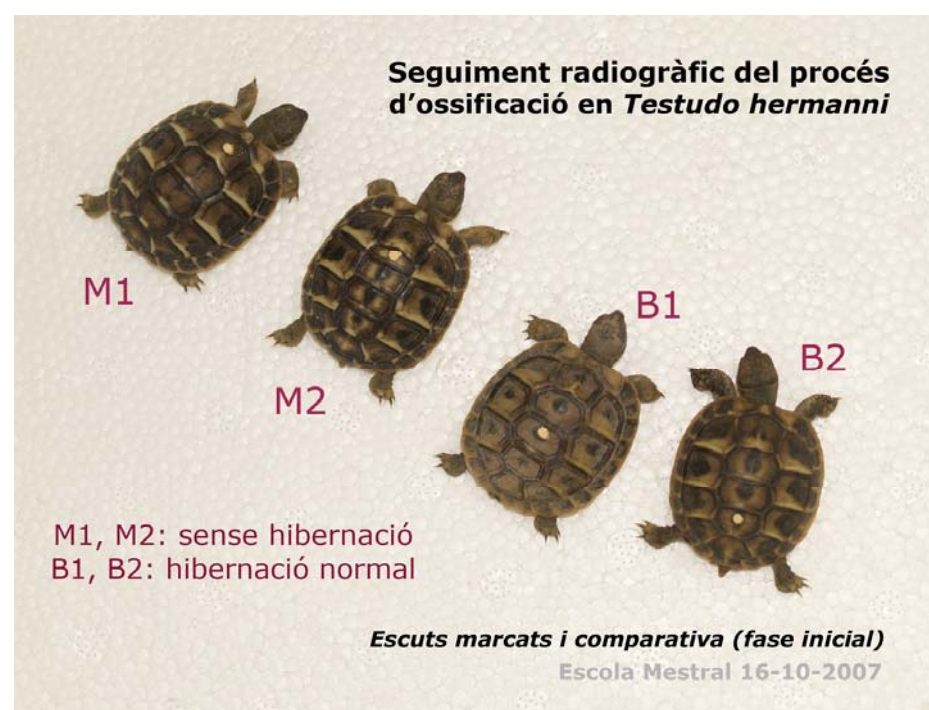 Seguiment radiogràfic del procés
d'ossificació en Testudo hermanni
M1
B1
B2
M2
M1, M2: sense hibernació
B1, B2: hibernació normal
Escuts marcats i comparativa (fase inicial)
Escola Mestral 16-10-2007